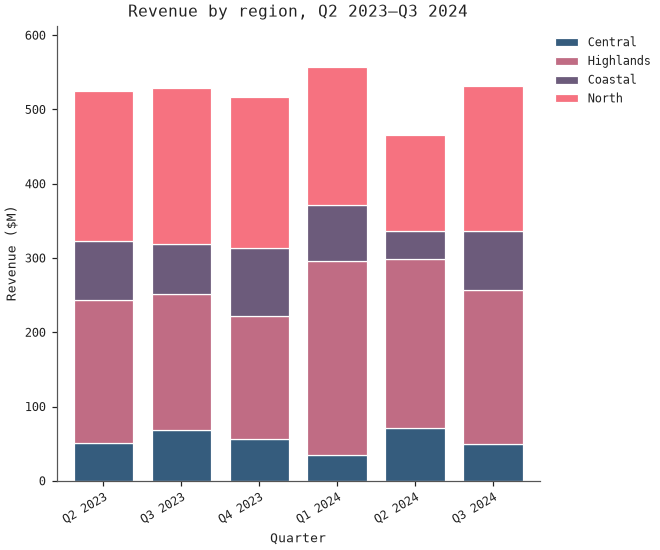 Revenue by region, Q2 2023–Q3 2024
Central
Highlands
Coastal
North
Revenue ($M)
600
500
400
300
200
100
0
Q2 2023
Q3 2023
Q4 2023
Q1 2024
Q2 2024
Q3 2024
Quarter